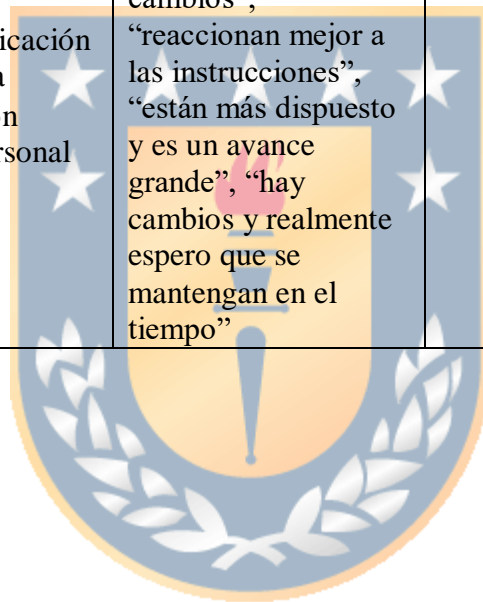 cambios”,
icación
“reaccionan mejor a
a
las instrucciones”,
ón
“están más dispuesto
rsonal
y es un avance
grande”, “hay
cambios y realmente
espero que se
mantengan en el
tiempo”